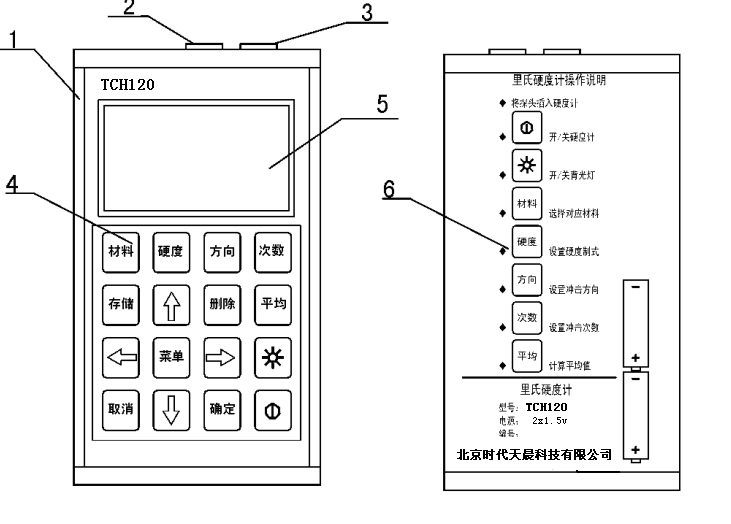 2
3
1
TCH120
5
4
材料 硬度 方向 次数
存储 删除 平均
菜单
取消 确定
6
里氏硬度计操作说明
将探头插入硬度计
开/关硬度计
开/关背光灯
材料 选择对应材料
硬度 设置硬度制式
方向 设置冲击方向
次数 设置冲击次数
平均 计算平均值
里氏硬度计
型号: TCH120
电源: 2x1.5v
编号:
北京时代天晨科技有限公司